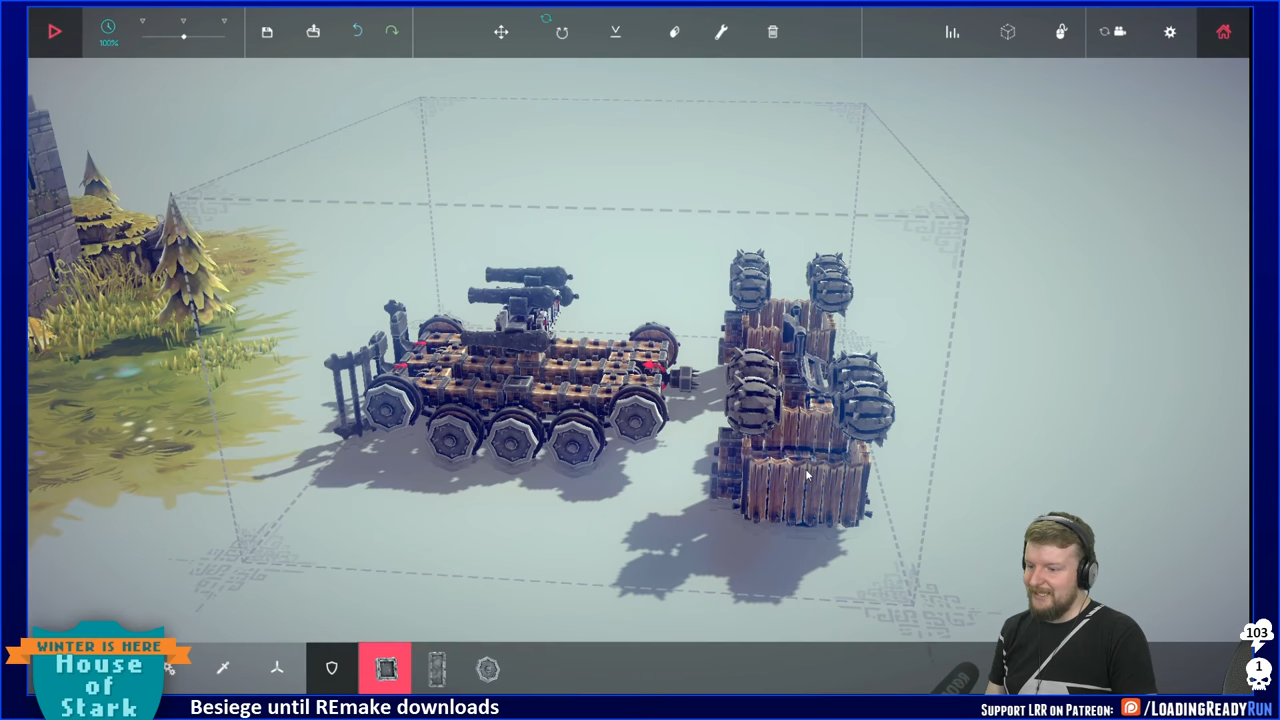 100%
WINTER IS HERE
House
of
Stark
Besiege until REmake downloads
SUPPORT LRR ON PATREON: /LOADINGREADYRUN
103
1